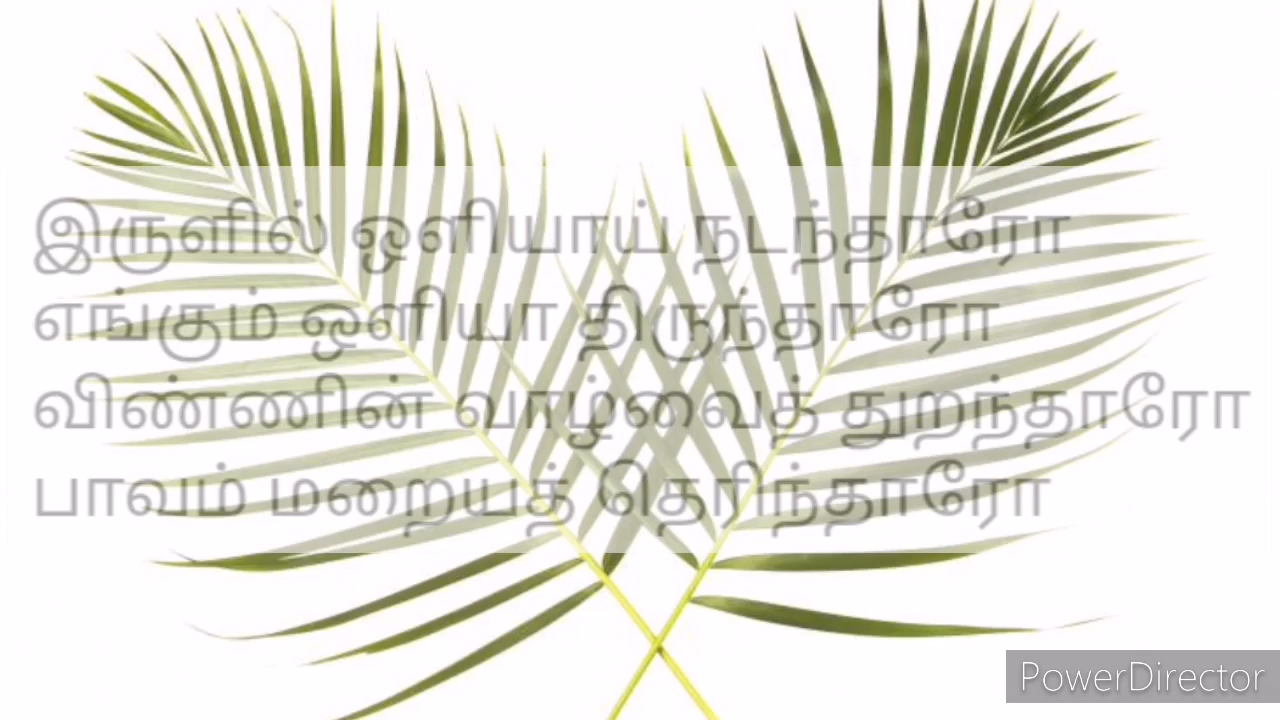 இருளில் ஒளியாய் நடந்தாரோ
எங்கும் ஒளியா திருந்தாரோ
விண்ணின் வாழ்வைத் துறந்தாரோ
பாவம் மறையத் தெரிந்தாரோ
PowerDirector